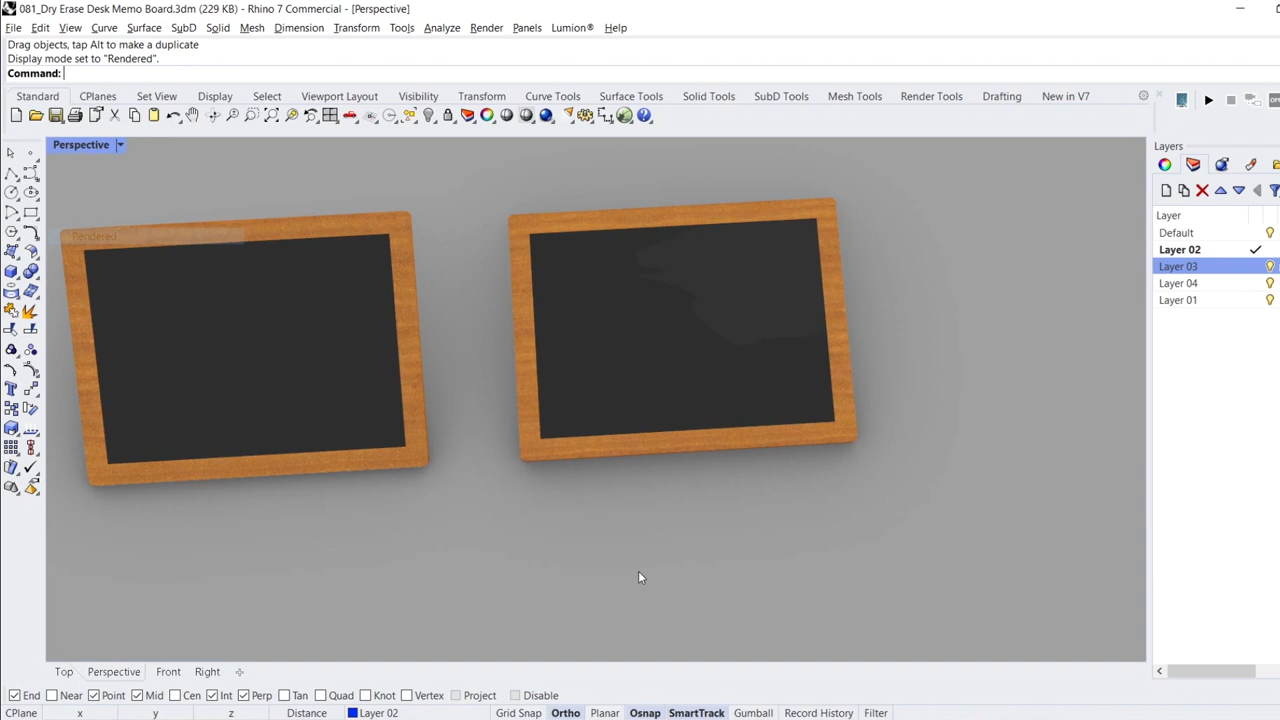 081_Dry Erase Desk Memo Board.3dm (229 KB) - Rhino 7 Commercial - [Perspective]
File Edit View Curve Surface Solid SubD Mesh Dimension Transform Tools Analyze Render Panels Lumion® Help
Drag objects, tap Alt to make a duplicate
Display mode set to "Rendered".
Command:
Standard CPlanes Set View Display Select Viewport Layout Visibility Transform Curve Tools Surface Tools Solid Tools SubD Tools Mesh Tools Render Tools Drafting New in V7
Perspective
Layers
Layer
Rendered
Default
Layer 02
Layer 03
Layer 04
Layer 01
Top Perspective Front Right
End Near Point Mid Cen Int Perp Tan Quad Knot Vertex Project Disable
CPlane x y z Distance Layer 02 Grid Snap Ortho Planar Osnap SmartTrack Gumball Record History Filter